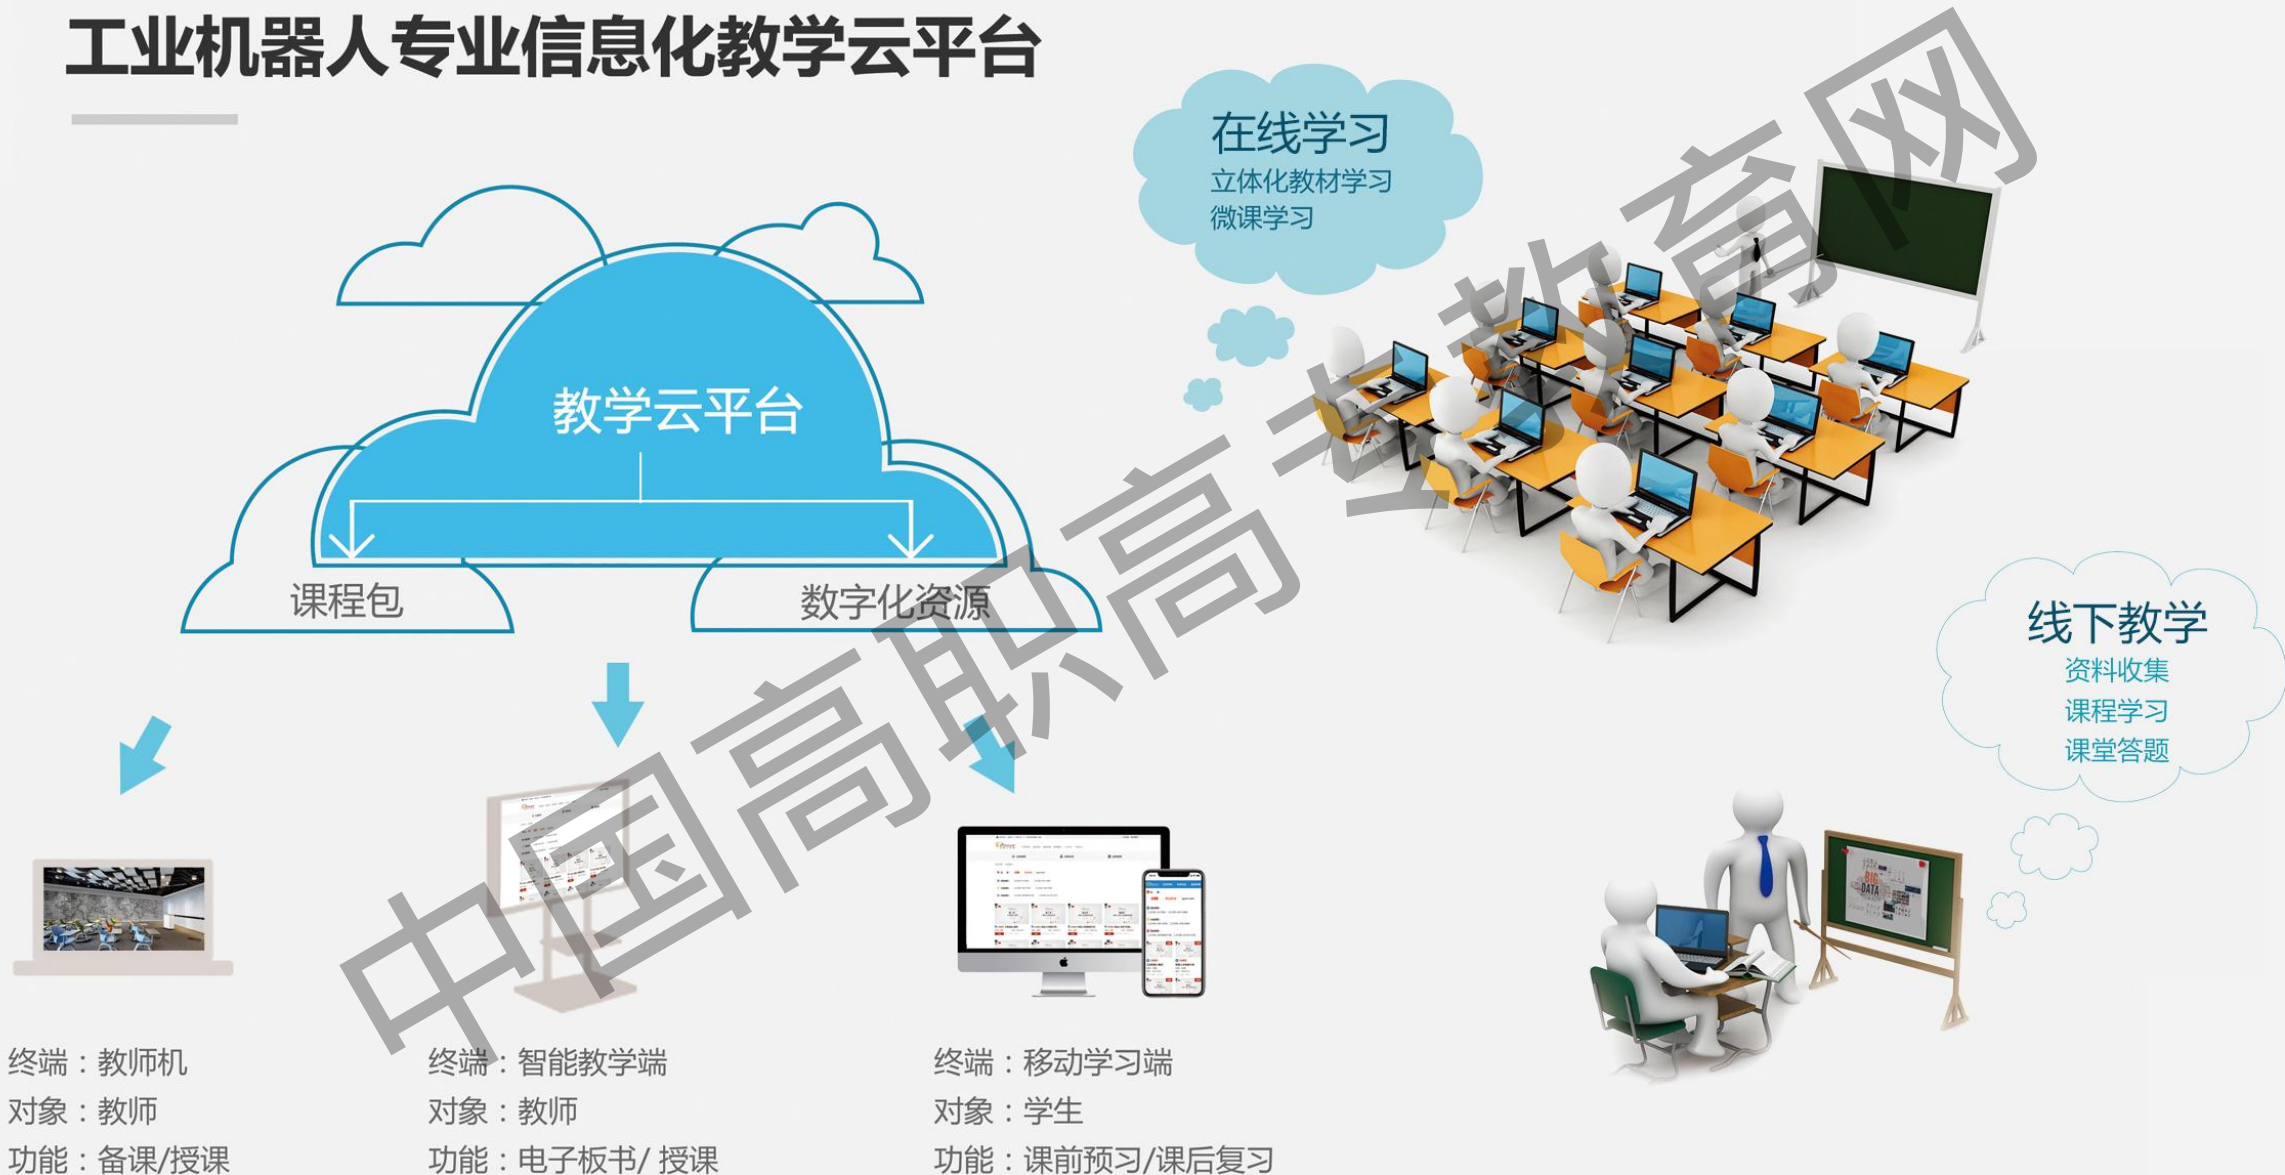 工业机器人专业信息化教学云平台
在线学习
立体化教材学习
微课学习
教学云平台
课程包
数字化资源
线下教学
资料收集
课程学习
课堂答题
BIG
DATA
终端：教师机
对象：教师
功能：备课/授课
终端：智能教学端
对象：教师
功能：电子板书/ 授课
终端：移动学习端
对象：学生
功能：课前预习/课后复习
中国高职高专教育网